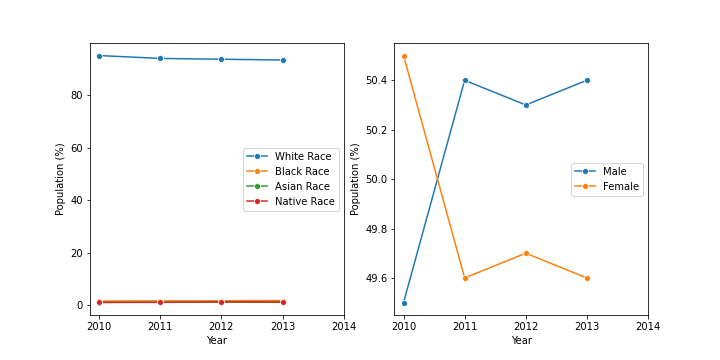 80
60
40
20
0
Population (%)
2010 2011 2012 2013 2014
Year
White Race
Black Race
Asian Race
Native Race
50.4
50.2
50.0
49.8
49.6
Population (%)
2010 2011 2012 2013 2014
Year
Male
Female